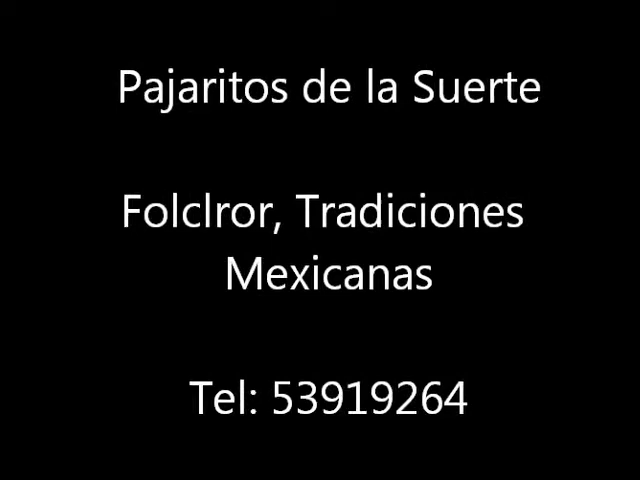 Pajaritos de la Suerte
Folclror, Tradiciones
Mexicanas
Tel: 53919264